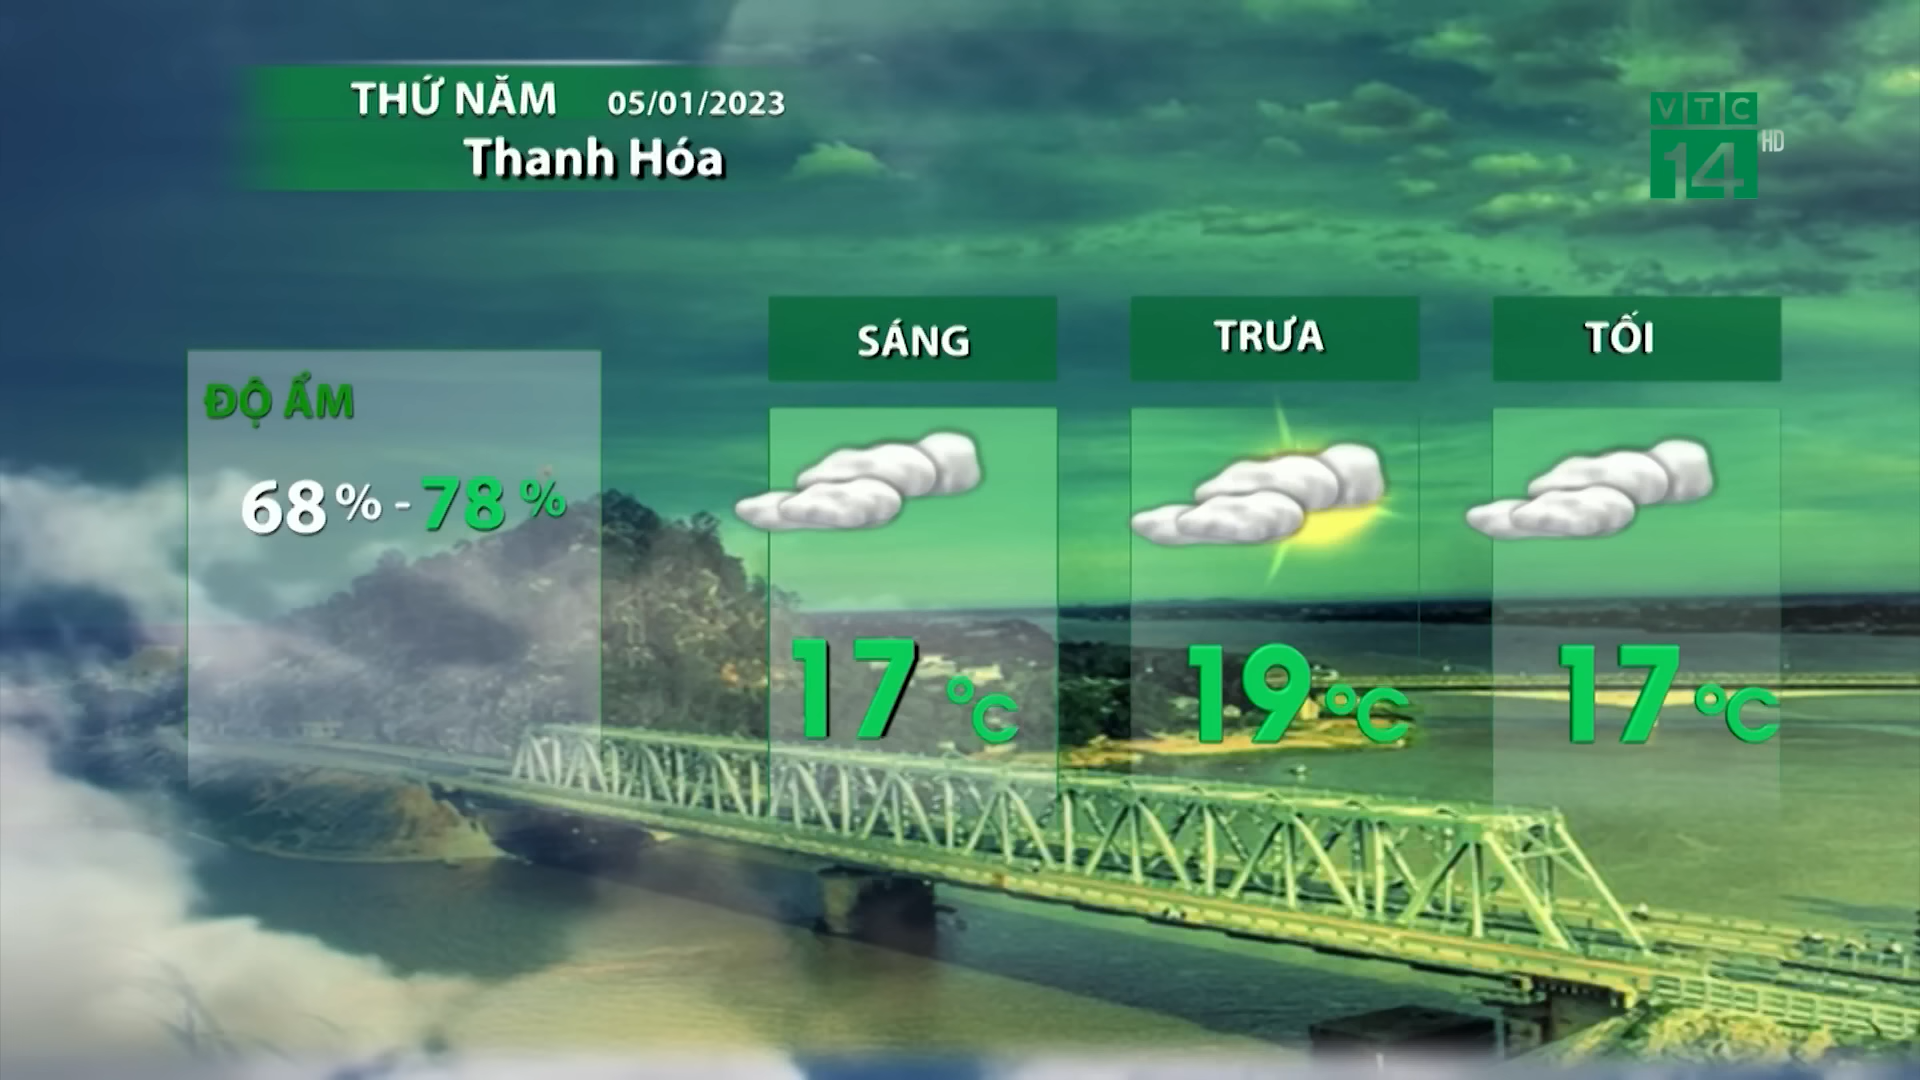 THỨ NĂM 05/01/2023
Thanh Hóa
VTC
14 HD
SÁNG TRƯA TỐI
ĐỘ ẨM
68% - 78%
17 °C 19 °C 17 °C